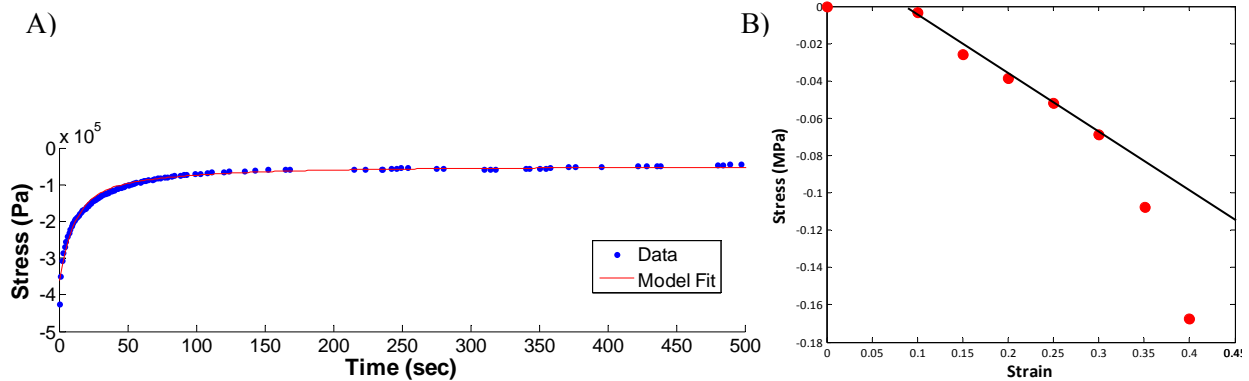 A)
x 10^5
0
-1
-2
-3
-4
-5
Stress (Pa)
0 50 100 150 200 250 300 350 400 450 500
Time (sec)
Data
Model Fit
B)
0
-0.02
-0.04
-0.06
-0.08
-0.1
-0.12
-0.14
-0.16
-0.18
Stress (MPa)
0 0.05 0.1 0.15 0.2 0.25 0.3 0.35 0.4 0.45
Strain